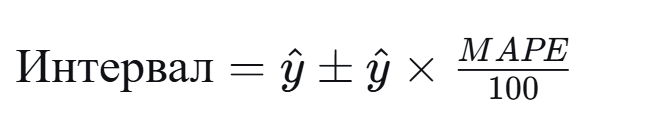 Интервал = ŷ ± ŷ × MAPE/100